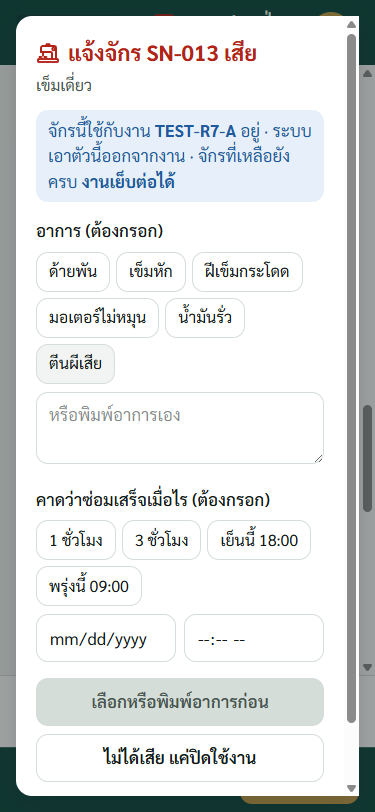 แจ้งจักร SN-013 เสีย
เข็มเดี่ยว
จักรนี้ใช้กับงาน TEST-R7-A อยู่ · ระบบ
เอาตัวนี้ออกจากงาน · จักรที่เหลือยัง
ครบ งานเย็บต่อได้
อาการ (ต้องกรอก)
ด้ายพัน เข็มหัก ฝีเข็มกระโดด
มอเตอร์ไม่หมุน น้ำมันรั่ว
ตีนผีเสีย
หรือพิมพ์อาการเอง
คาดว่าซ่อมเสร็จเมื่อไร (ต้องกรอก)
1 ชั่วโมง 3 ชั่วโมง เย็นนี้ 18:00
พรุ่งนี้ 09:00
mm/dd/yyyy --:-- --
เลือกหรือพิมพ์อาการก่อน
ไม่ได้เสีย แค่ปิดใช้งาน